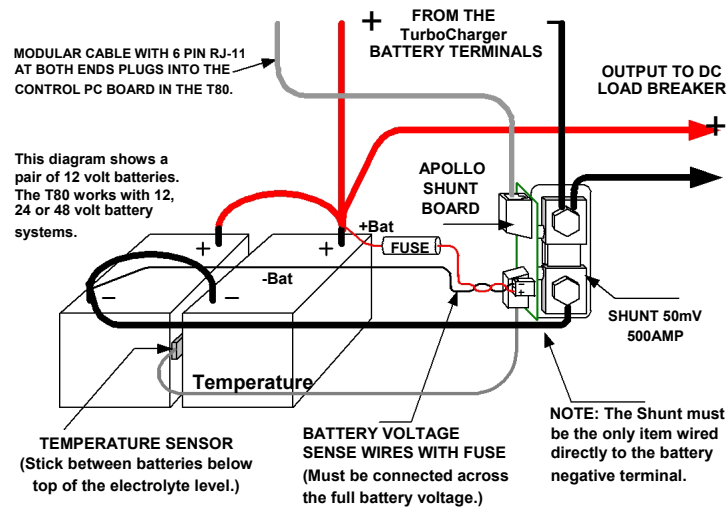 MODULAR CABLE WITH 6 PIN RJ-11
AT BOTH ENDS PLUGS INTO THE
CONTROL PC BOARD IN THE T80.
+
FROM THE
TurboCharger
BATTERY TERMINALS
OUTPUT TO DC
LOAD BREAKER
+
This diagram shows a
pair of 12 volt batteries.
The T80 works with 12,
24 or 48 volt battery
systems.
APOLLO
SHUNT
BOARD
+
+
+Bat
FUSE
-Bat
−
−
+
-
SHUNT 50mV
500AMP
Temperature
TEMPERATURE SENSOR
(Stick between batteries below
top of the electrolyte level.)
BATTERY VOLTAGE
SENSE WIRES WITH FUSE
(Must be connected across
the full battery voltage.)
NOTE: The Shunt must
be the only item wired
directly to the battery
negative terminal.